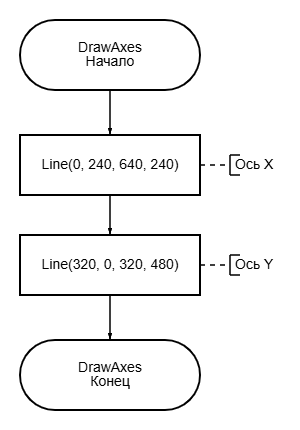 DrawAxes
Начало
Line(0, 240, 640, 240)
Ось X
Line(320, 0, 320, 480)
Ось Y
DrawAxes
Конец